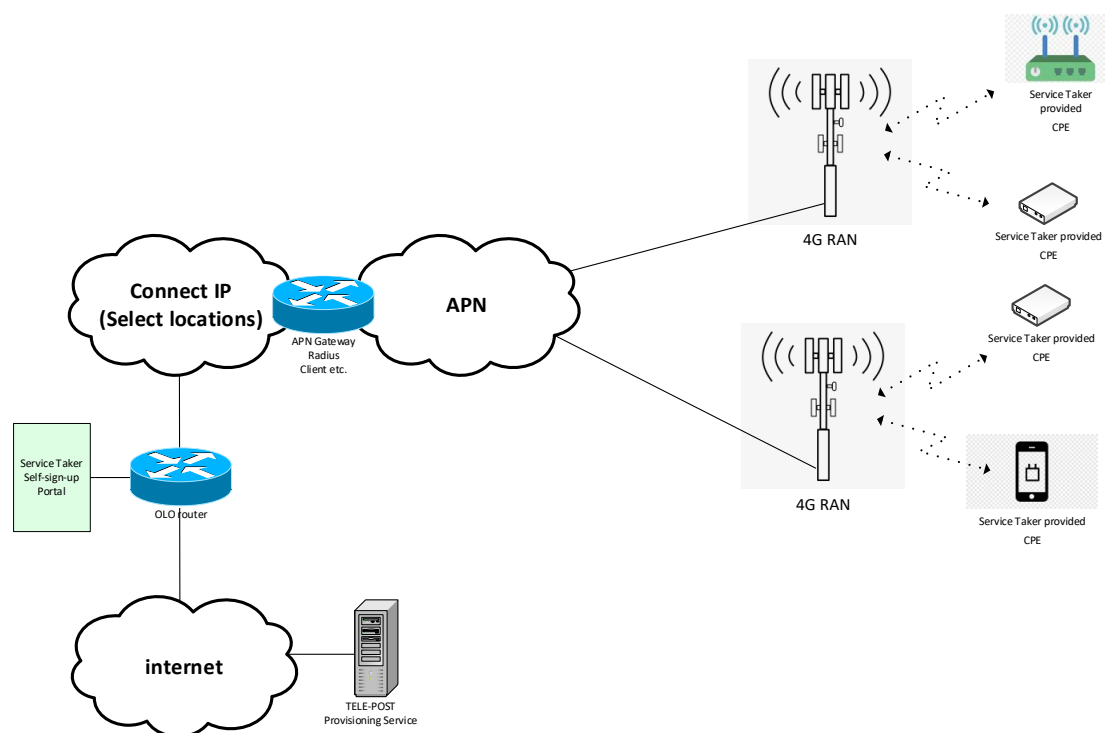 Service Taker
provided
CPE
4G RAN
Service Taker provided
CPE
Connect IP
(Select locations)
APN
APN Gateway
Radius
Client etc.
Service Taker provided
CPE
Service Taker
Self-sign-up
Portal
OLO router
4G RAN
Service Taker provided
CPE
internet
TELE-POST
Provisioning Service